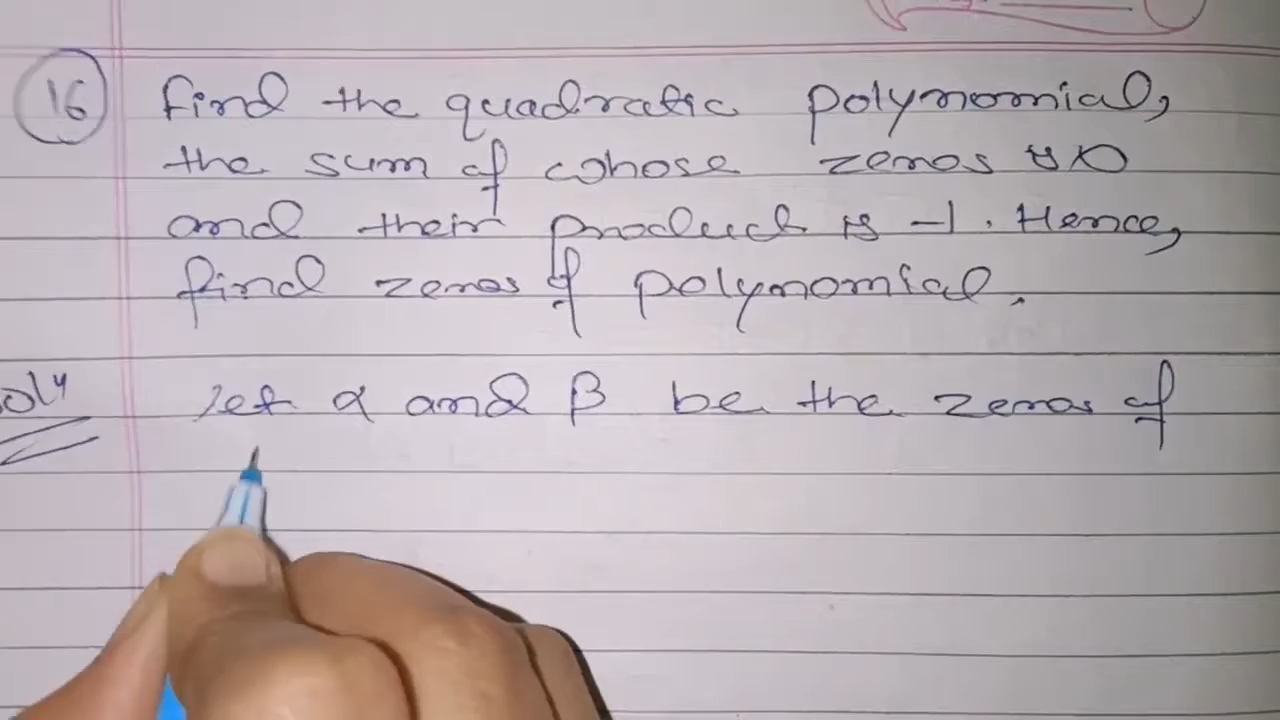 16 Find the quadratic polynomial,
the sum of whose zeros is 0
and their product is -1. Hence,
find zeros of polynomial.
Soln Let α and β be the zeros of